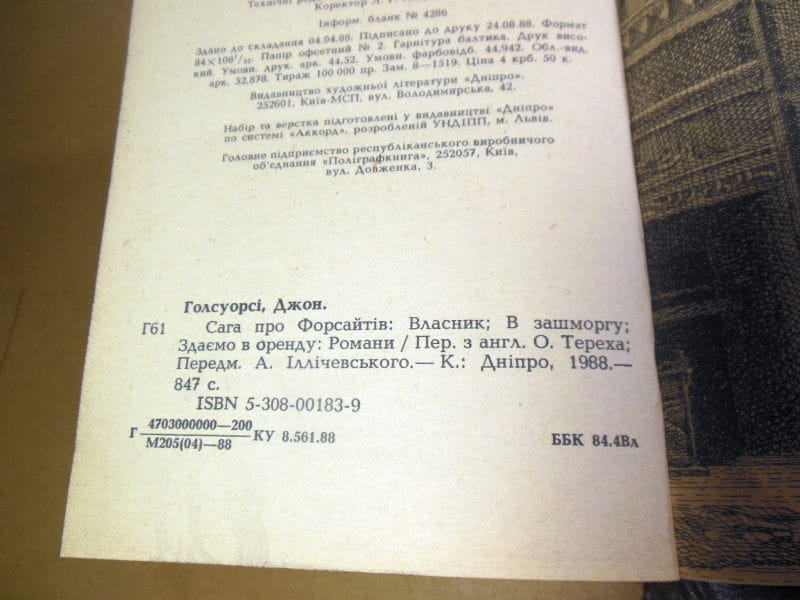 Технічні
Коректор Л. Г.
Інформ. бланк № 4286
Здано до складання 04.04.88. Підписано до друку 24.08.88. Формат
84×108¹/₃₂. Папір офсетний № 2. Гарнітура балтика. Друк висо-
кий. Умовн. друк. арк. 44,52. Умовн. фарбовідб. 44,942. Обл.-вид.
арк. 52,878. Тираж 100 000 пр. Зам. 8—1519. Ціна 4 крб. 50 к.
Видавництво художньої літератури «Дніпро».
252601, Київ-МСП, вул. Володимирська, 42.
Набір та верстка підготовлені у видавництві «Дніпро»
по системі «Аккорд», розробленій УНДІПП, м. Львів.
Головне підприємство республіканського виробничого
об'єднання «Поліграфкнига», 252057, Київ,
вул. Довженка, 3.
Голсуорсі, Джон.
Г61 Сага про Форсайтів: Власник; В зашморгу;
Здаємо в оренду: Романи / Пер. з англ. О. Тереха;
Передм. А. Іллічевського.— К.: Дніпро, 1988.—
847 с.
ISBN 5-308-00183-9
Г 4703000000—200
М205(04)—88 КУ 8.561.88 ББК 84.4Вл